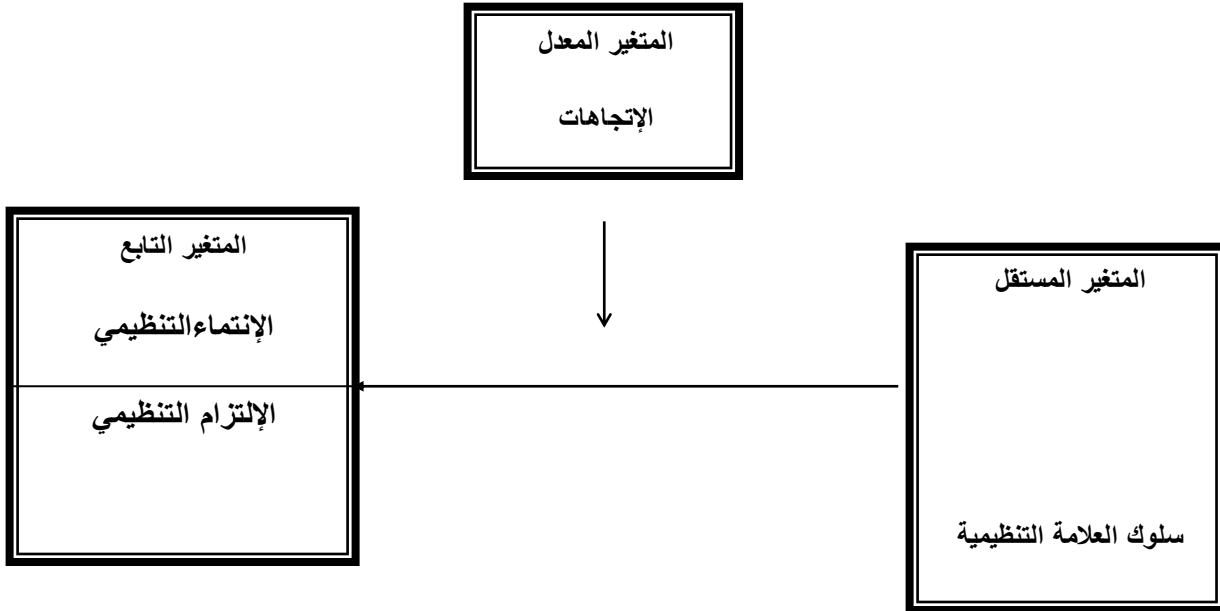 المتغير المعدل
الإتجاهات
المتغير المستقل
سلوك العلامة التنظيمية
المتغير التابع
الإنتماءالتنظيمي
الإلتزام التنظيمي